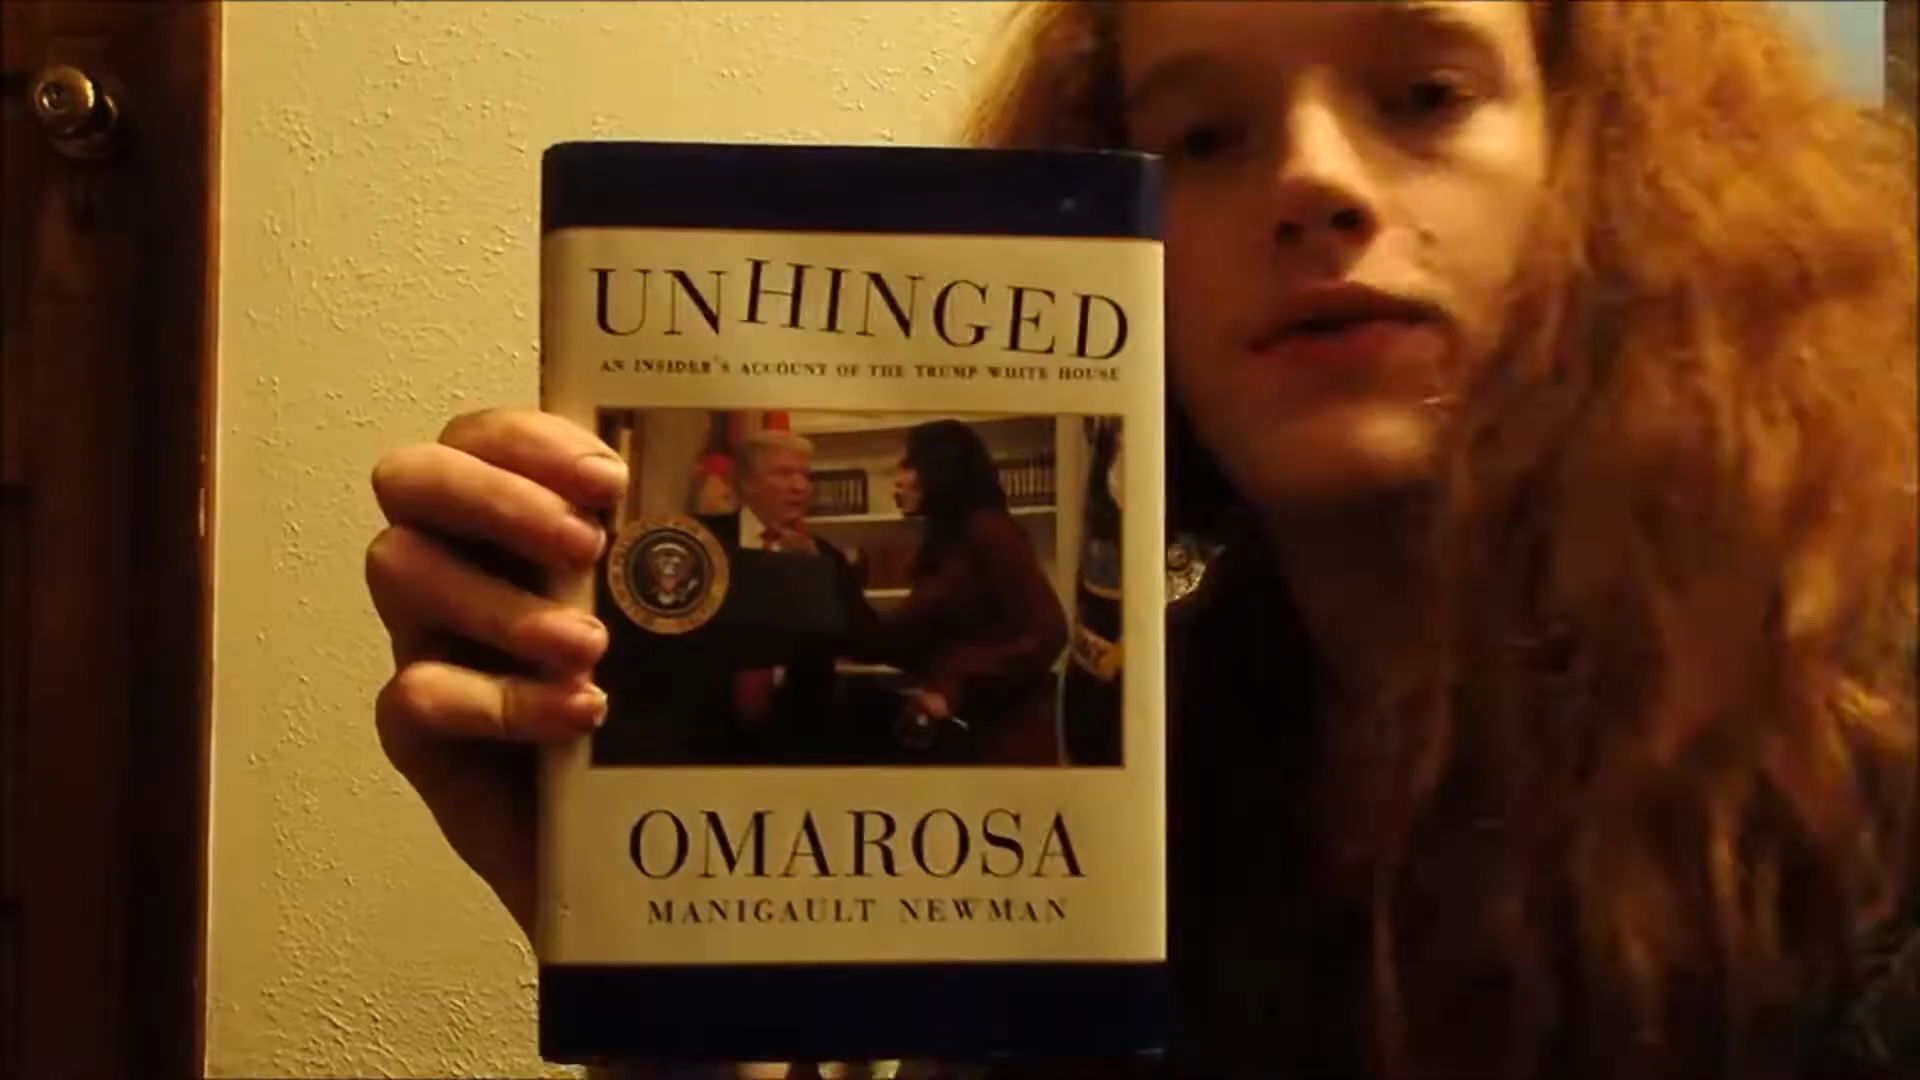 UNHINGED
AN INSIDER'S ACCOUNT OF THE TRUMP WHITE HOUSE
OMAROSA
MANIGAULT NEWMAN